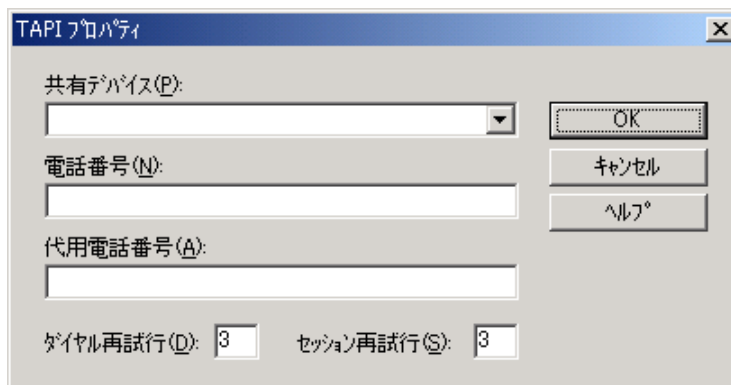 TAPI ﾌﾟﾛﾊﾟﾃｨ
共有ﾃﾞﾊﾞｲｽ(P):
OK
電話番号(N):
ｷｬﾝｾﾙ
ﾍﾙﾌﾟ
代用電話番号(A):
ﾀﾞｲﾔﾙ再試行(D): 3 ｾｯｼｮﾝ再試行(S): 3